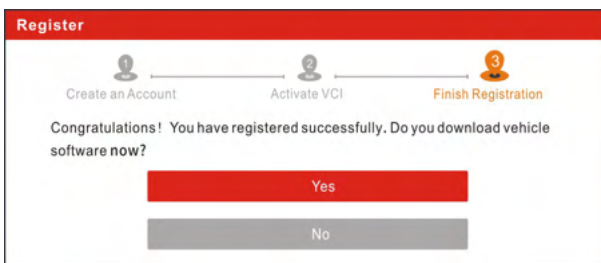 Register
1 2 3
Create an Account Activate VCI Finish Registration
Congratulations! You have registered successfully. Do you download vehicle
software now?
Yes
No